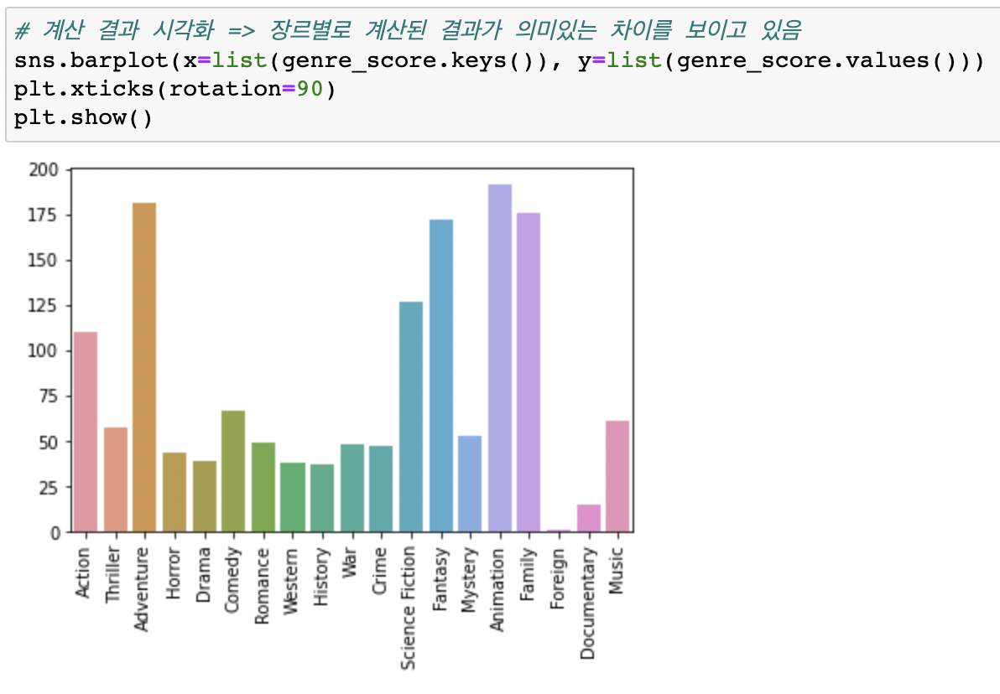 # 계산 결과 시각화 => 장르별로 계산된 결과가 의미있는 차이를 보이고 있음
sns.barplot(x=list(genre_score.keys()), y=list(genre_score.values()))
plt.xticks(rotation=90)
plt.show()
200
175
150
125
100
75
50
25
0
Action
Thriller
Adventure
Horror
Drama
Comedy
Romance
Western
History
War
Crime
Science Fiction
Fantasy
Mystery
Animation
Family
Foreign
Documentary
Music